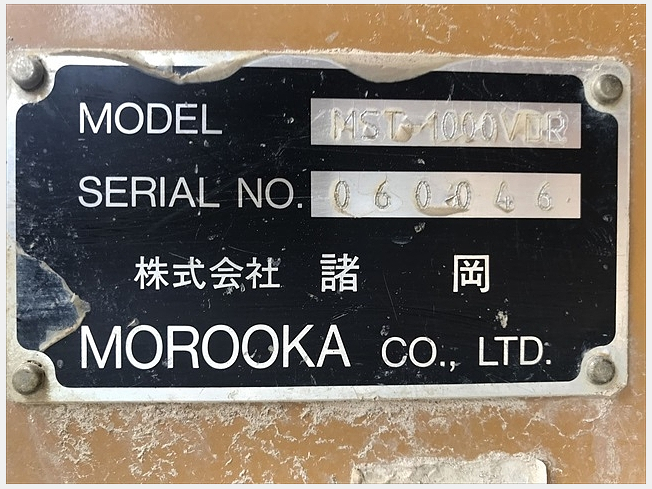 MODEL MST-1000VDR
SERIAL NO. 060046
株式会社 諸 岡
MOROOKA CO., LTD.